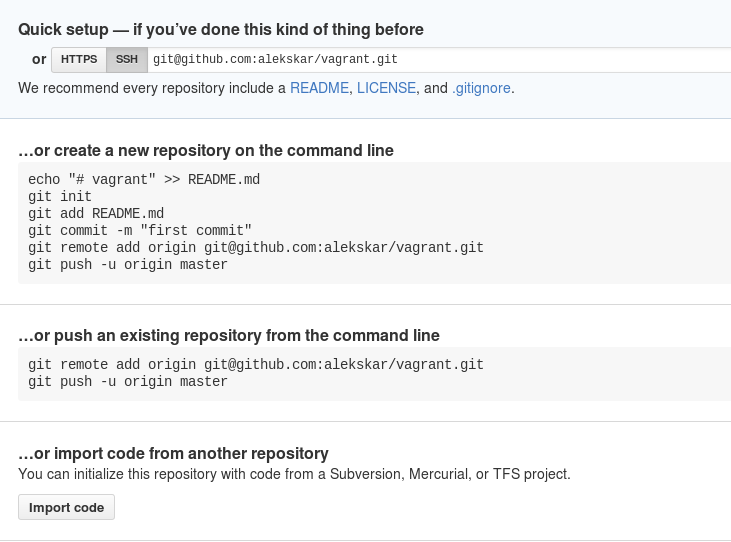 Quick setup — if you’ve done this kind of thing before
or HTTPS SSH git@github.com:alekskar/vagrant.git
We recommend every repository include a README, LICENSE, and .gitignore.
…or create a new repository on the command line
echo "# vagrant" >> README.md
git init
git add README.md
git commit -m "first commit"
git remote add origin git@github.com:alekskar/vagrant.git
git push -u origin master
…or push an existing repository from the command line
git remote add origin git@github.com:alekskar/vagrant.git
git push -u origin master
…or import code from another repository
You can initialize this repository with code from a Subversion, Mercurial, or TFS project.
Import code